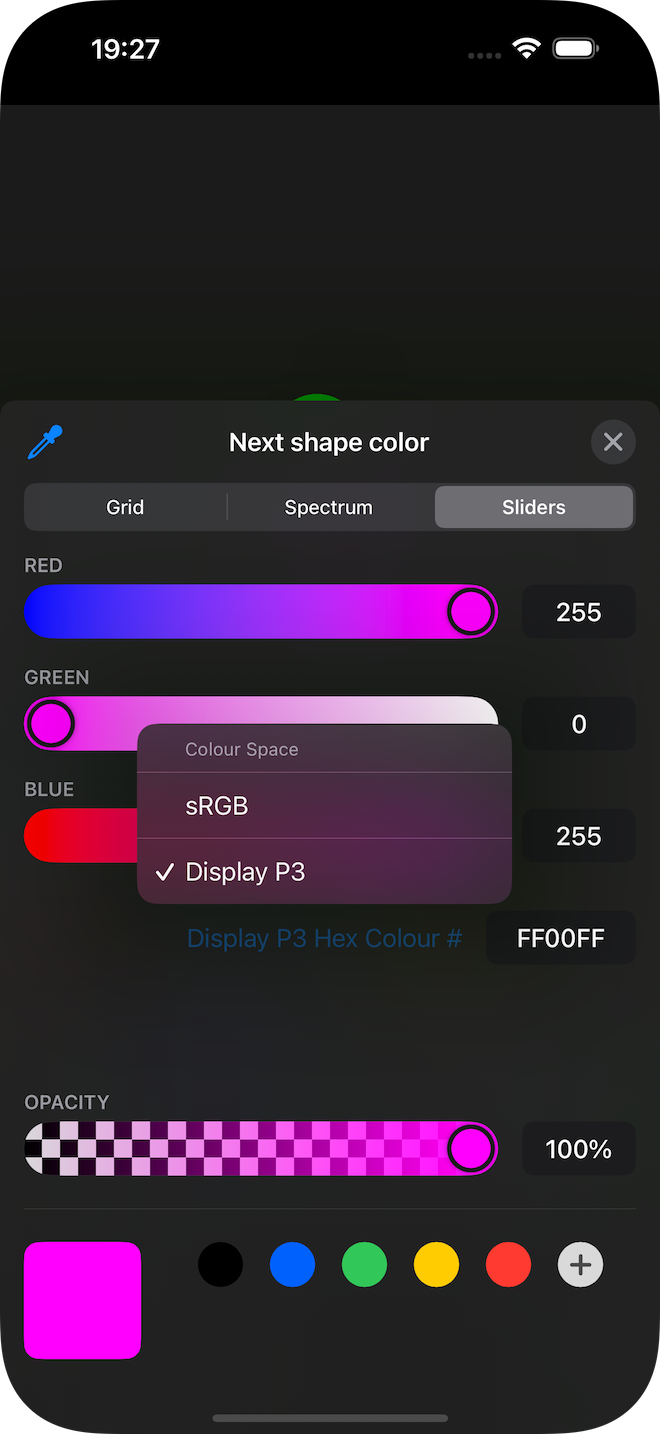 19:27
Next shape color
Grid Spectrum Sliders
RED
255
GREEN
0
Colour Space
BLUE
sRGB
255
Display P3
Display P3 Hex Colour # FF00FF
OPACITY
100%